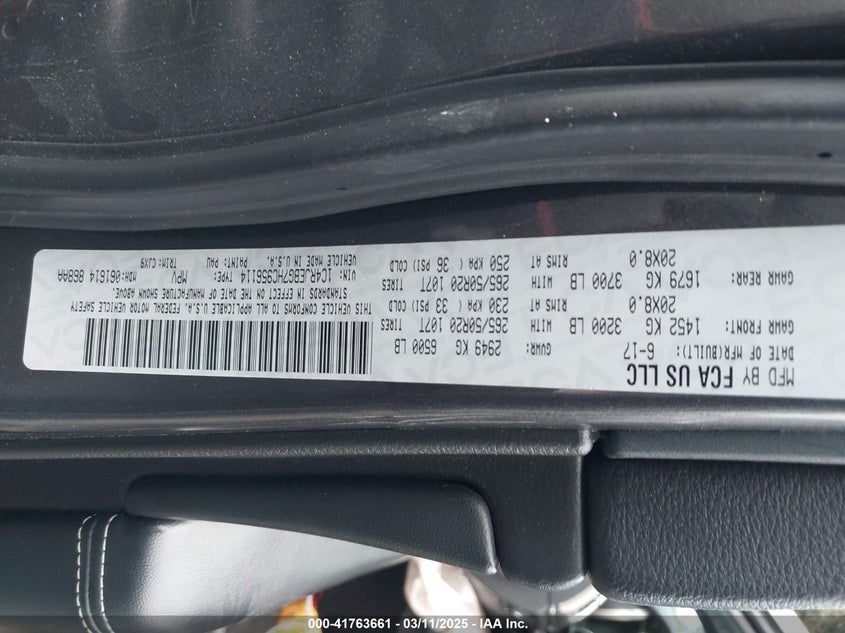 MFD BY FCA US LLC
DATE OF MFR(BUILT): 6-17 GVWR: 2949 KG 6500 LB
GAWR FRONT: 1452 KG 3200 LB WITH 265/50R20 107T TIRES
20X8.0 RIMS AT 230 KPA ( 33 PSI) COLD
GAWR REAR: 1679 KG 3700 LB WITH 265/50R20 107T TIRES
20X8.0 RIMS AT 250 KPA ( 36 PSI) COLD
THIS VEHICLE CONFORMS TO ALL APPLICABLE U.S.A. FEDERAL MOTOR VEHICLE SAFETY
STANDARDS IN EFFECT ON THE DATE OF MANUFACTURE SHOWN ABOVE.
VIN: 1C4RJEBG7HC956114 TYPE: MPV MDH:061614 868AA
VEHICLE MADE IN U.S.A. PAINT: PAU TRIM: CJX9
000-41763661 - 03/11/2025 - © IAA Inc.